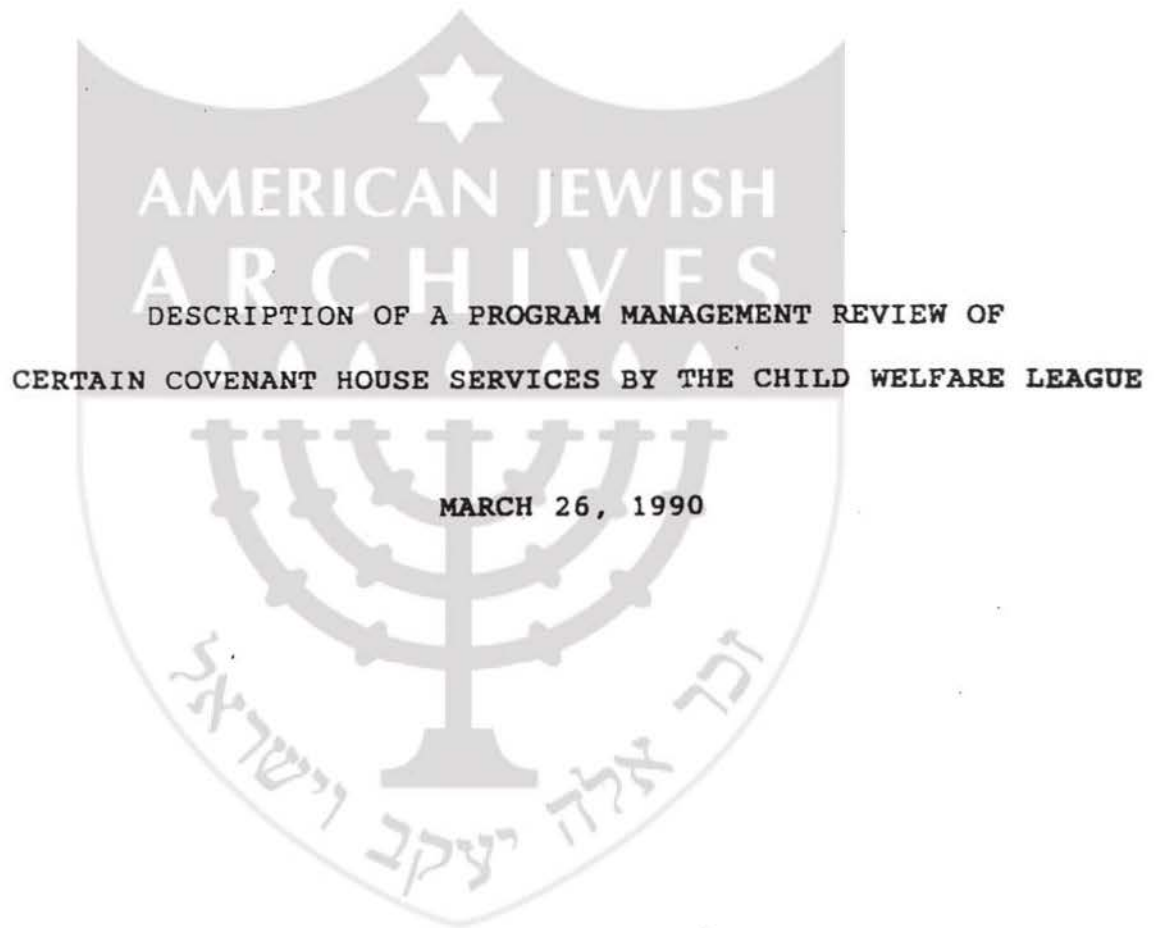 AMERICAN JEWISH
ARCHIVES
DESCRIPTION OF A PROGRAM MANAGEMENT REVIEW OF
CERTAIN COVENANT HOUSE SERVICES BY THE CHILD WELFARE LEAGUE
MARCH 26, 1990
זכר אלה יעקב וישראל